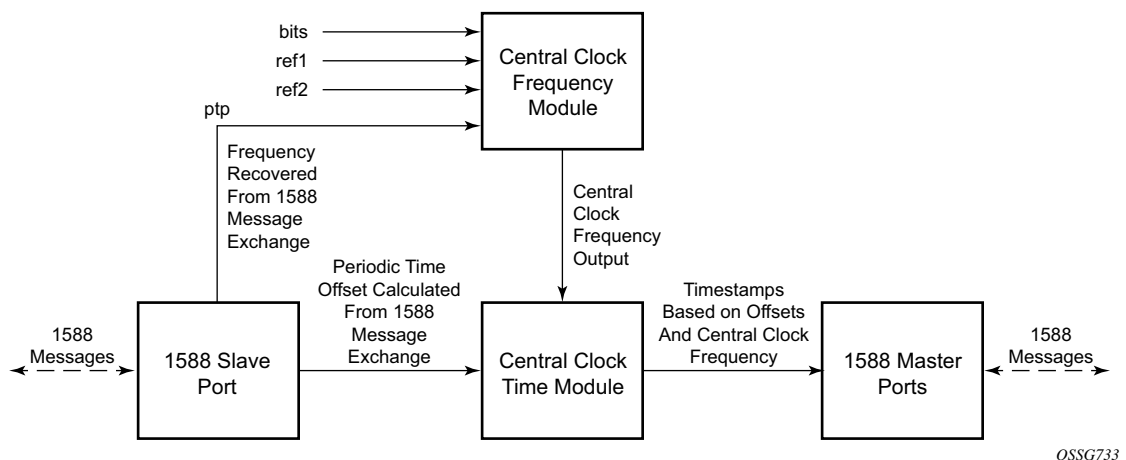 bits
ref1
ref2
ptp
Central Clock
Frequency
Module
Frequency
Recovered
From 1588
Message
Exchange
Central
Clock
Frequency
Output
1588
Messages
1588 Slave
Port
Periodic Time
Offset Calculated
From 1588
Message
Exchange
Central Clock
Time Module
Timestamps
Based on Offsets
And Central Clock
Frequency
1588 Master
Ports
1588
Messages
OSSG733